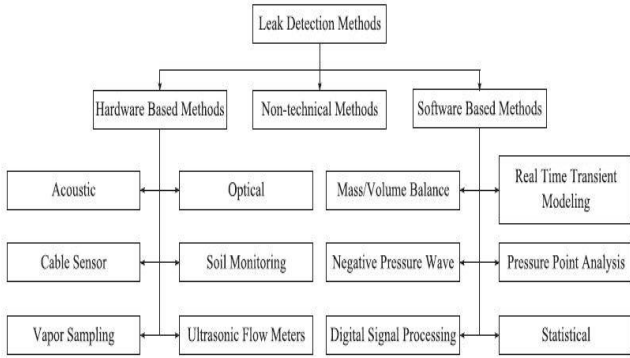 Leak Detection Methods
Hardware Based Methods
Non-technical Methods
Software Based Methods
Acoustic
Optical
Mass/Volume Balance
Real Time Transient
Modeling
Cable Sensor
Soil Monitoring
Negative Pressure Wave
Pressure Point Analysis
Vapor Sampling
Ultrasonic Flow Meters
Digital Signal Processing
Statistical